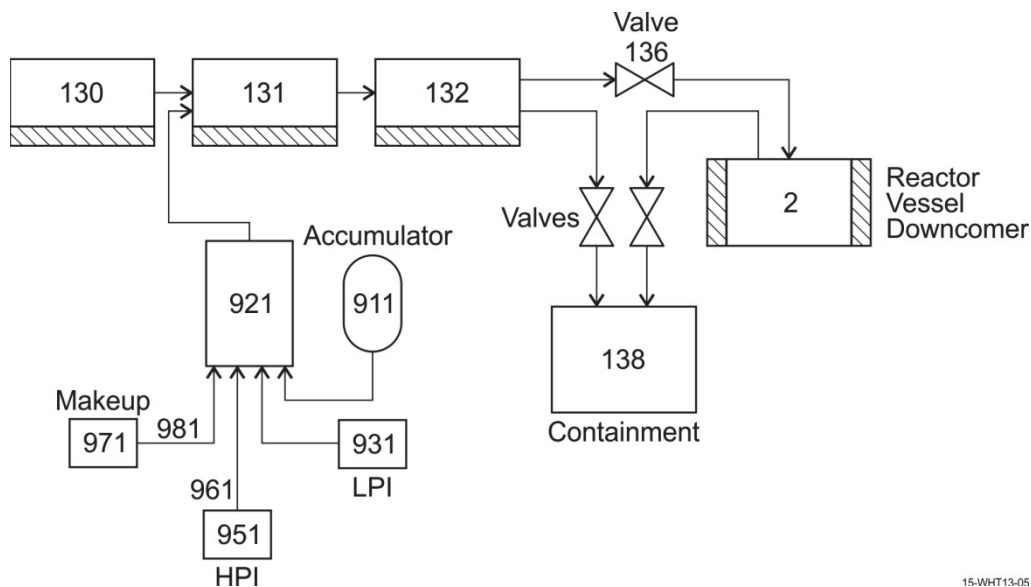 Valve
136
130
131
132
Valves
2
Reactor
Vessel
Downcomer
Accumulator
921
911
138
Containment
Makeup
971
981
931
LPI
961
951
HPI
15-WHT13-05